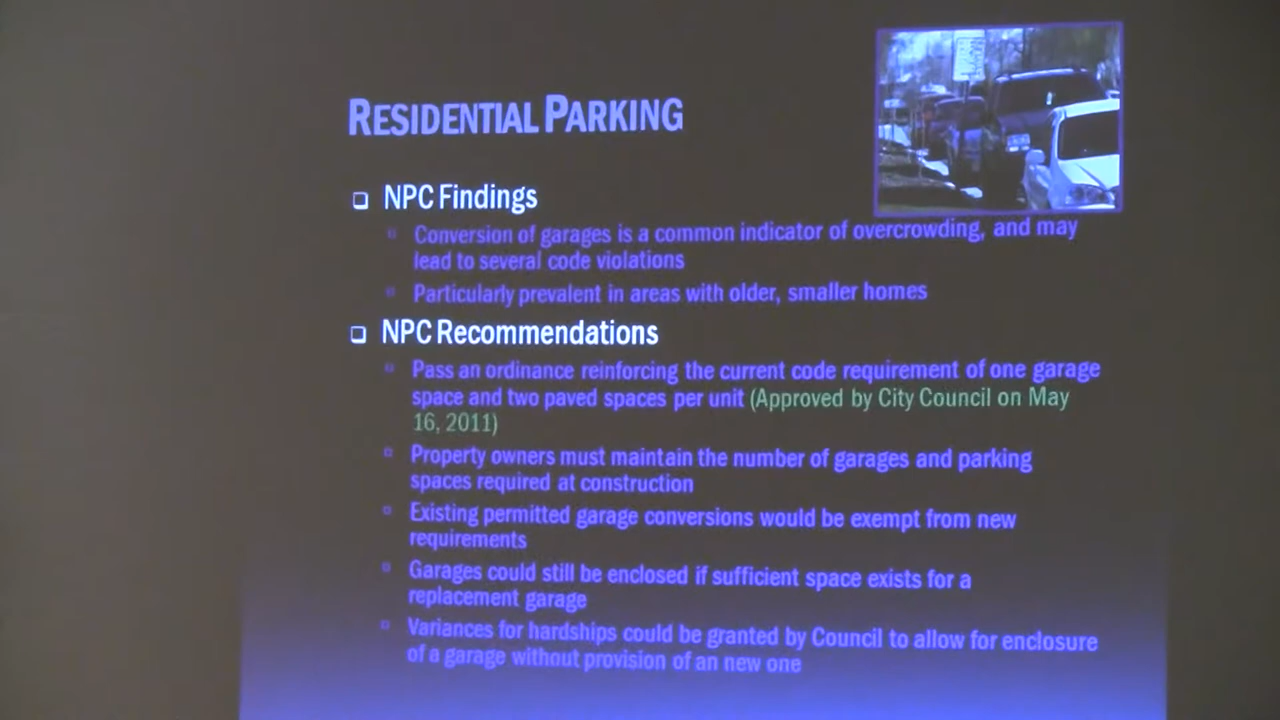 RESIDENTIAL PARKING
NPC Findings
Conversion of garages is a common indicator of overcrowding, and may
lead to several code violations
Particularly prevalent in areas with older, smaller homes
NPC Recommendations
Pass an ordinance reinforcing the current code requirement of one garage
space and two paved spaces per unit (Approved by City Council on May
16, 2011)
Property owners must maintain the number of garages and parking
spaces required at construction
Existing permitted garage conversions would be exempt from new
requirements
Garages could still be enclosed if sufficient space exists for a
replacement garage
Variances for hardships could be granted by Council to allow for enclosure
of a garage without provision of an new one